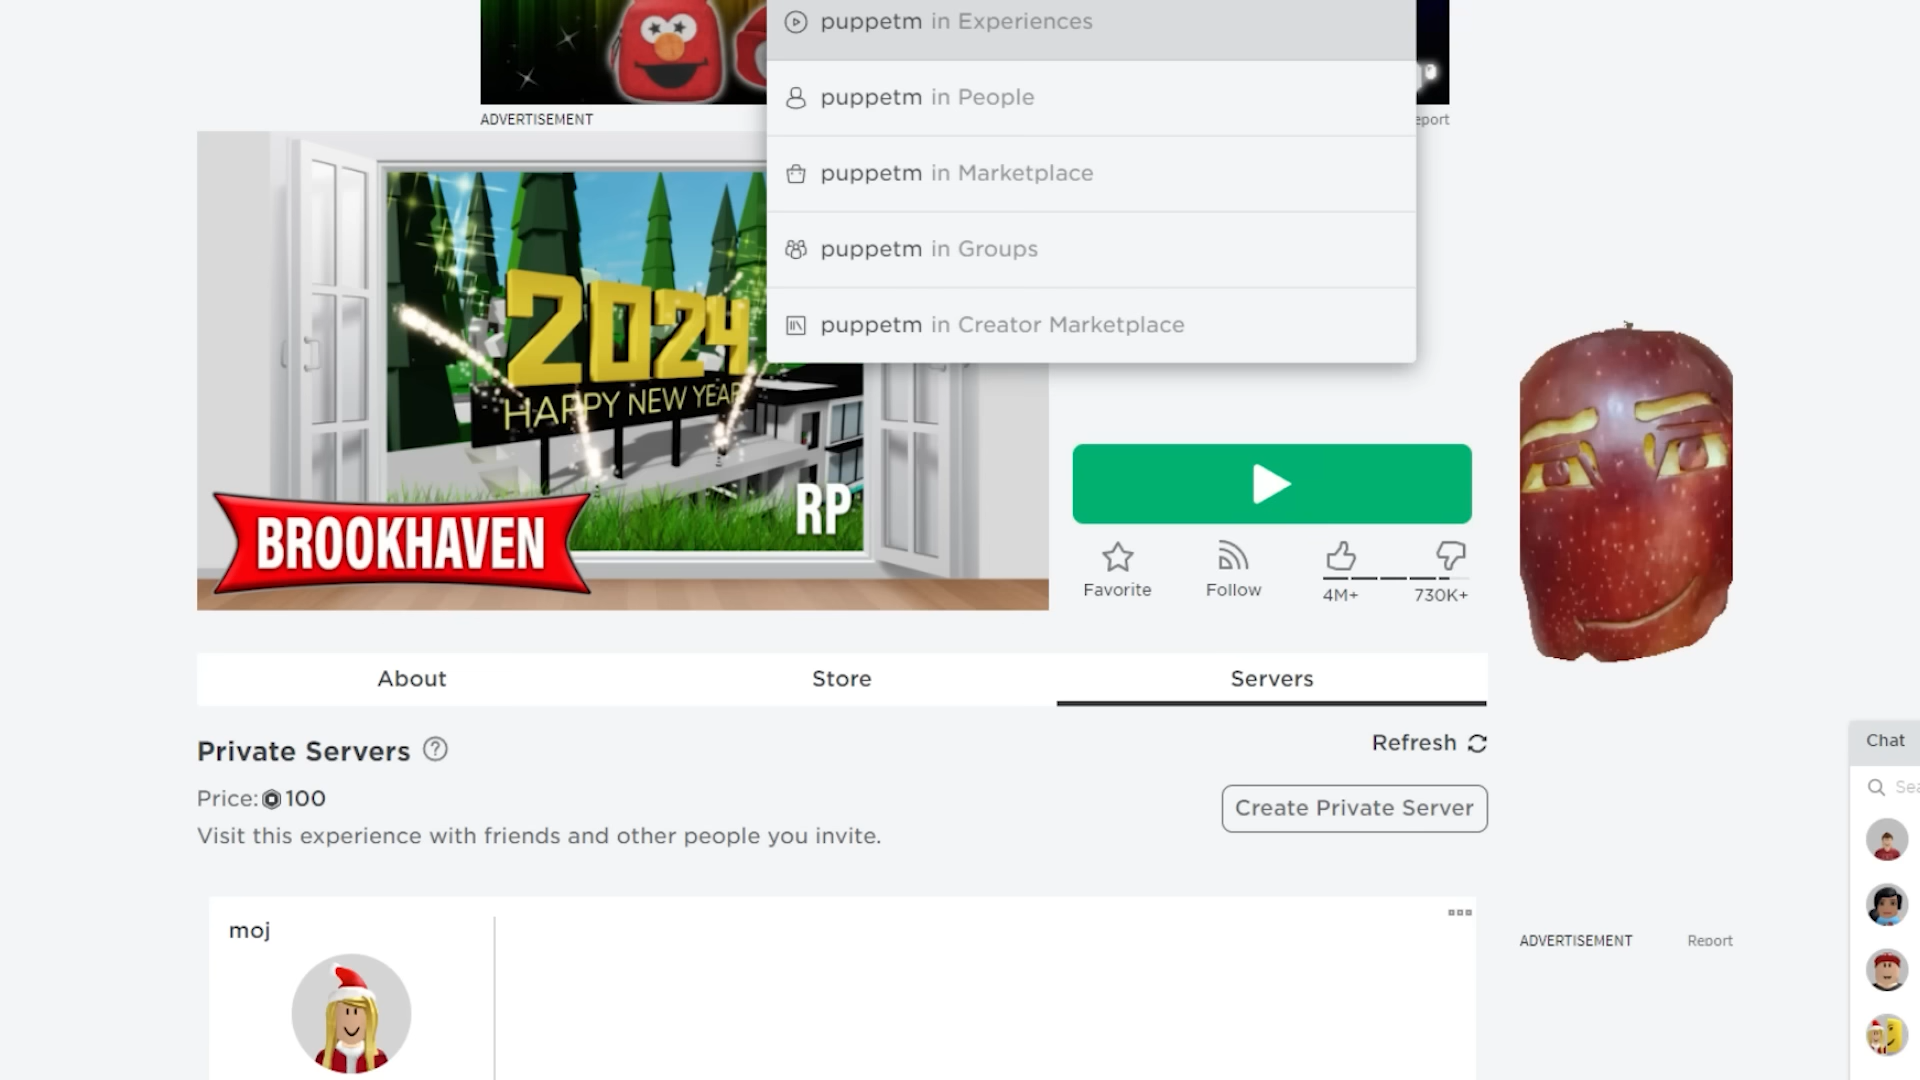 puppetm in Experiences
puppetm in People
puppetm in Marketplace
puppetm in Groups
puppetm in Creator Marketplace
ADVERTISEMENT
eport
2024
HAPPY NEW YEAR
BROOKHAVEN
RP
Favorite
Follow
4M+
730K+
About
Store
Servers
Private Servers
Refresh
Price: 100
Create Private Server
Visit this experience with friends and other people you invite.
moj
Chat
Sea
ADVERTISEMENT
Report